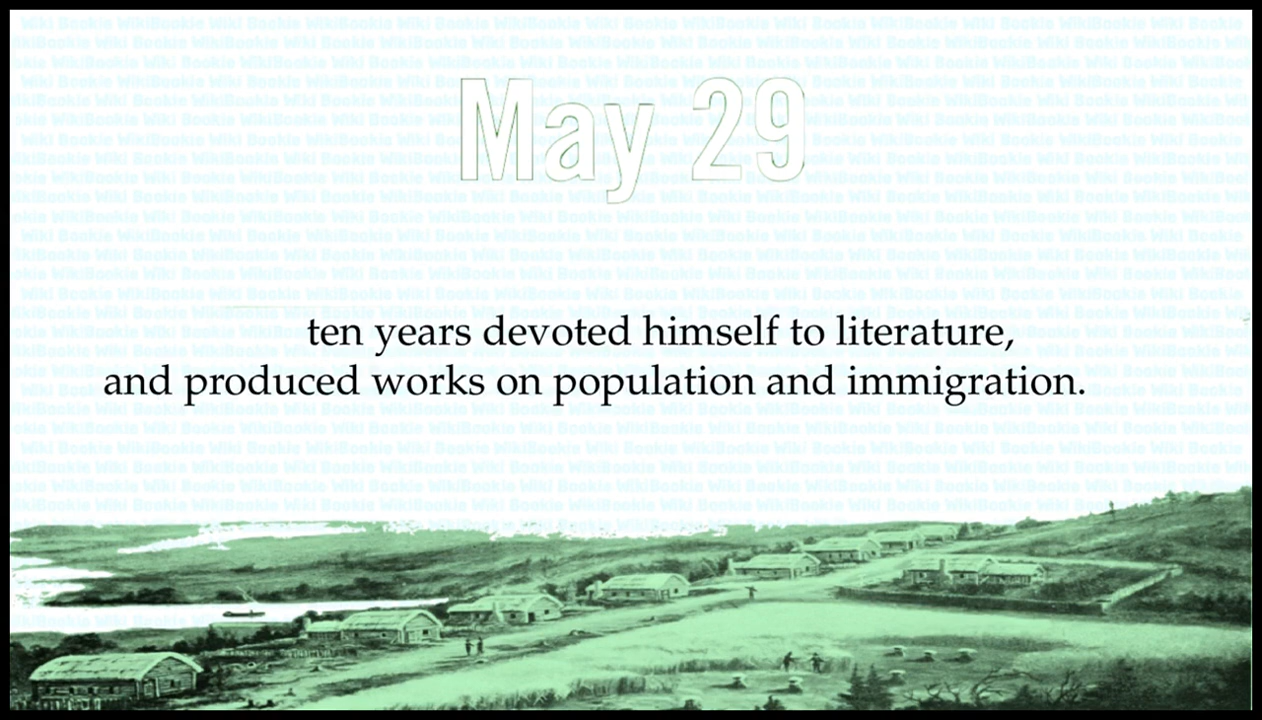 May 29
ten years devoted himself to literature,
and produced works on population and immigration.